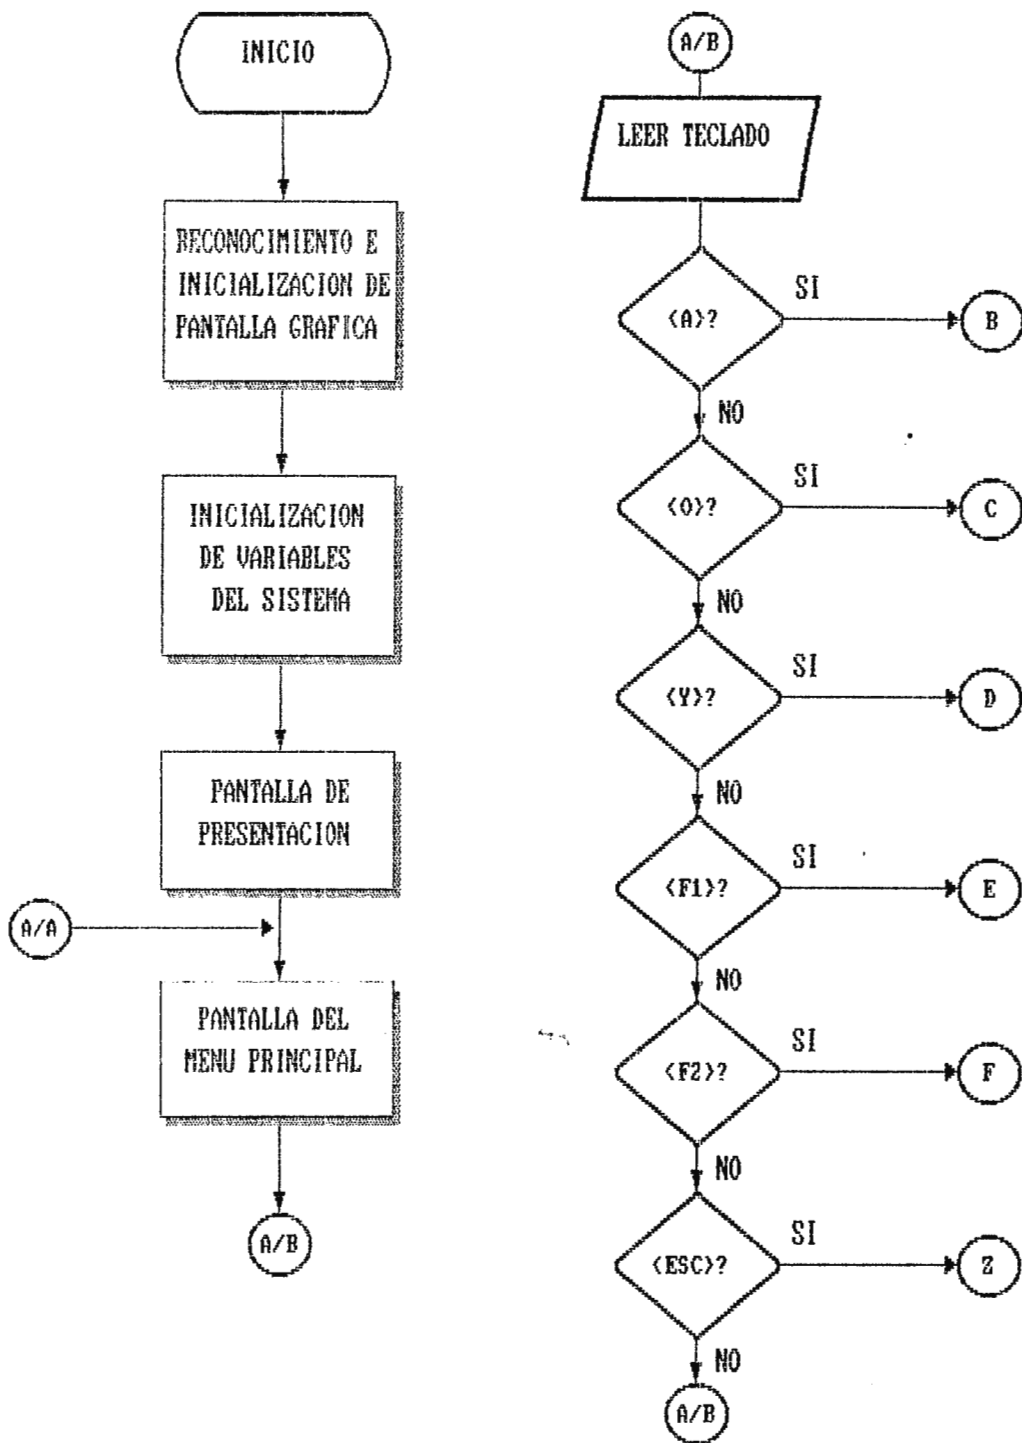 INICIO
RECONOCIMIENTO E
INICIALIZACION DE
PANTALLA GRAFICA
INICIALIZACION
DE VARIABLES
DEL SISTEMA
PANTALLA DE
PRESENTACION
A/A
PANTALLA DEL
MENU PRINCIPAL
A/B
A/B
LEER TECLADO
<A>?
SI
B
NO
<O>?
SI
C
NO
<Y>?
SI
D
NO
<F1>?
SI
E
NO
<F2>?
SI
F
NO
<ESC>?
SI
Z
NO
A/B